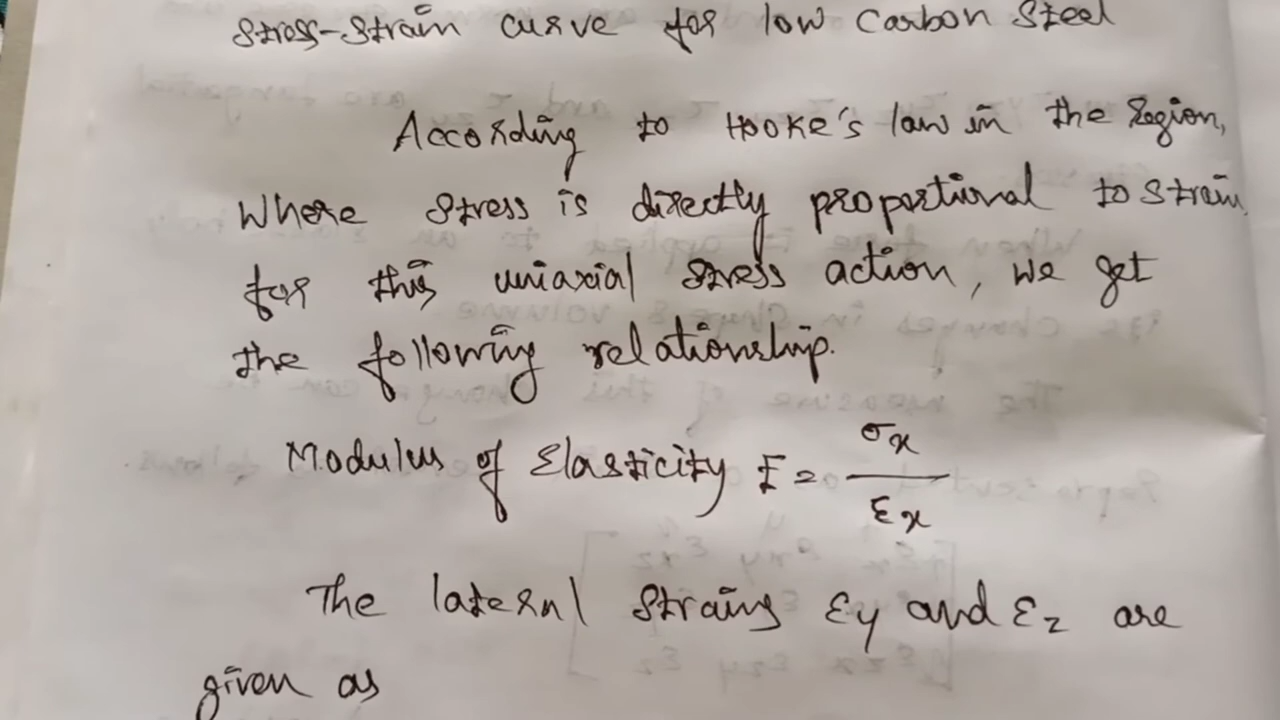 Stress-Strain curve for low Carbon Steel
According to Hooke's law in the region,
Where stress is directly proportional to strain
for this uniaxial stress action, we get
the following relationship.
Modulus of Elasticity E = σx / εx
The laternl strains εy and εz are
given as